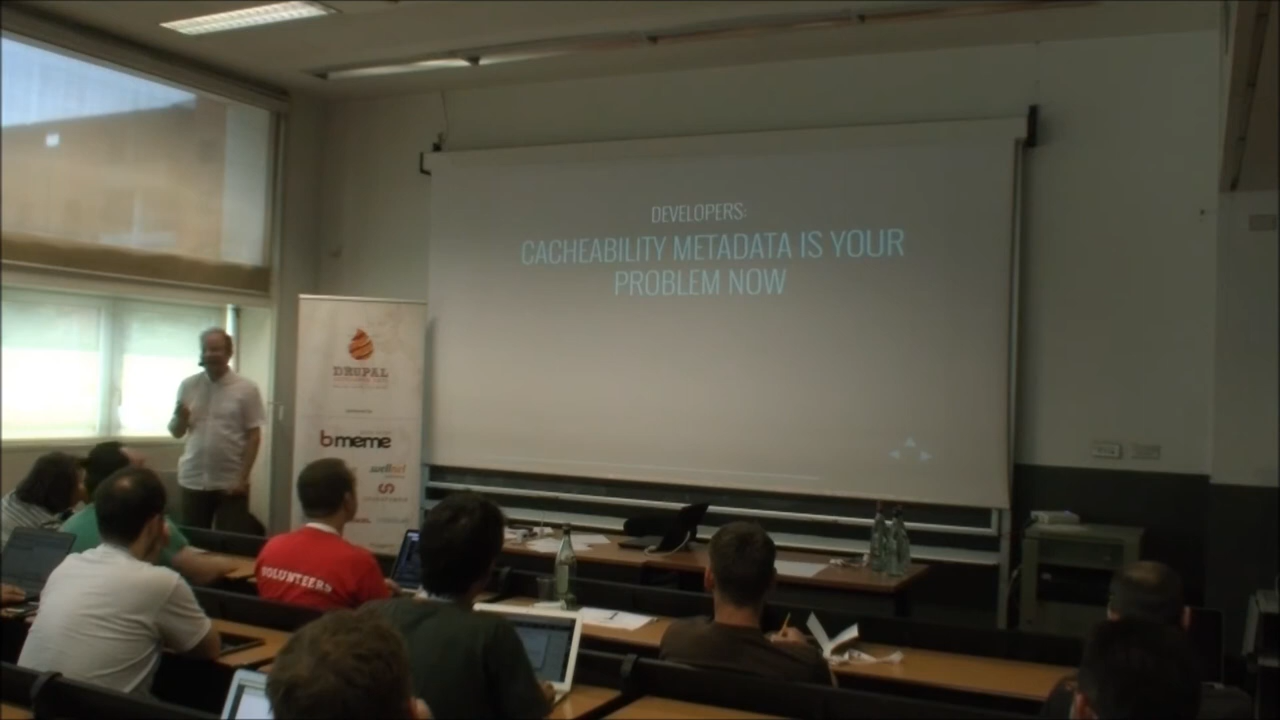 DEVELOPERS:
CACHEABILITY METADATA IS YOUR
PROBLEM NOW
DRUPAL
bmeme
VOLUNTEERS